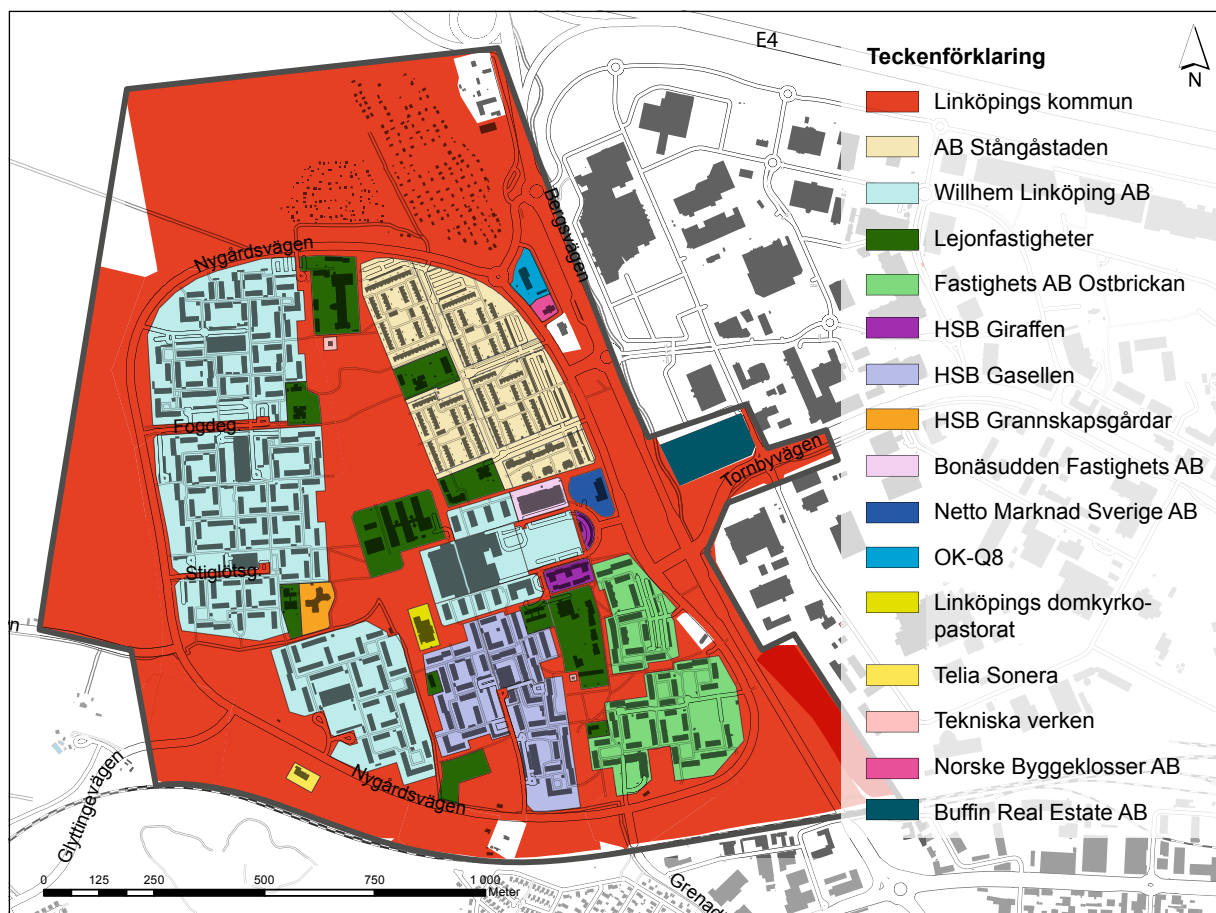 E4
N
Teckenförklaring
Linköpings kommun
AB Stångåstaden
Willhem Linköping AB
Lejonfastigheter
Fastighets AB Ostbrickan
HSB Giraffen
HSB Gasellen
HSB Grannskapsgårdar
Bonäsudden Fastighets AB
Netto Marknad Sverige AB
OK-Q8
Linköpings domkyrko-
pastorat
Telia Sonera
Tekniska verken
Norske Byggeklosser AB
Buffin Real Estate AB
Bergsvägen
Nygårdsvägen
Fogdeg.
Tornbyvägen
Stiglötsg.
Nygårdsvägen
Glyttingevägen
Grenad
0 125 250 500 750 1 000
Meter